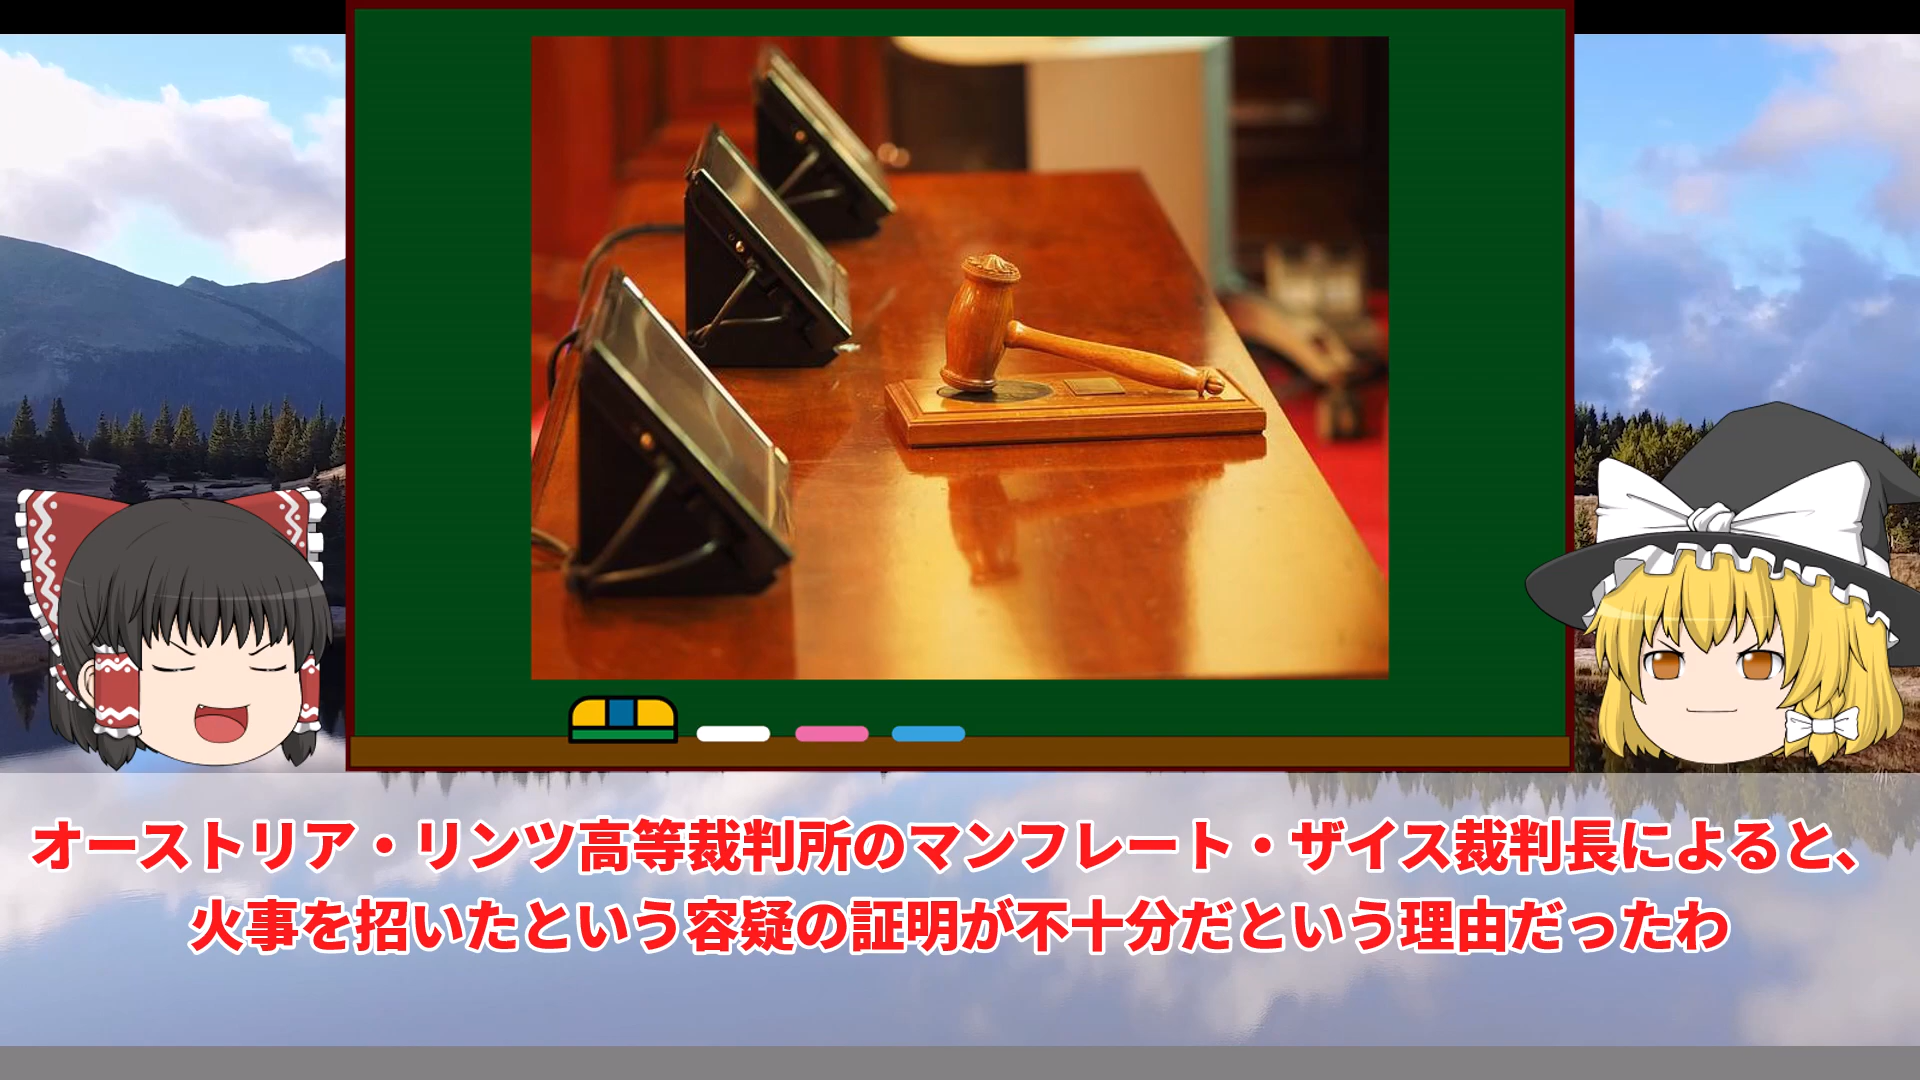 オーストリア・リンツ高等裁判所のマンフレート・ザイス裁判長によると、
火事を招いたという容疑の証明が不十分だという理由だったわ